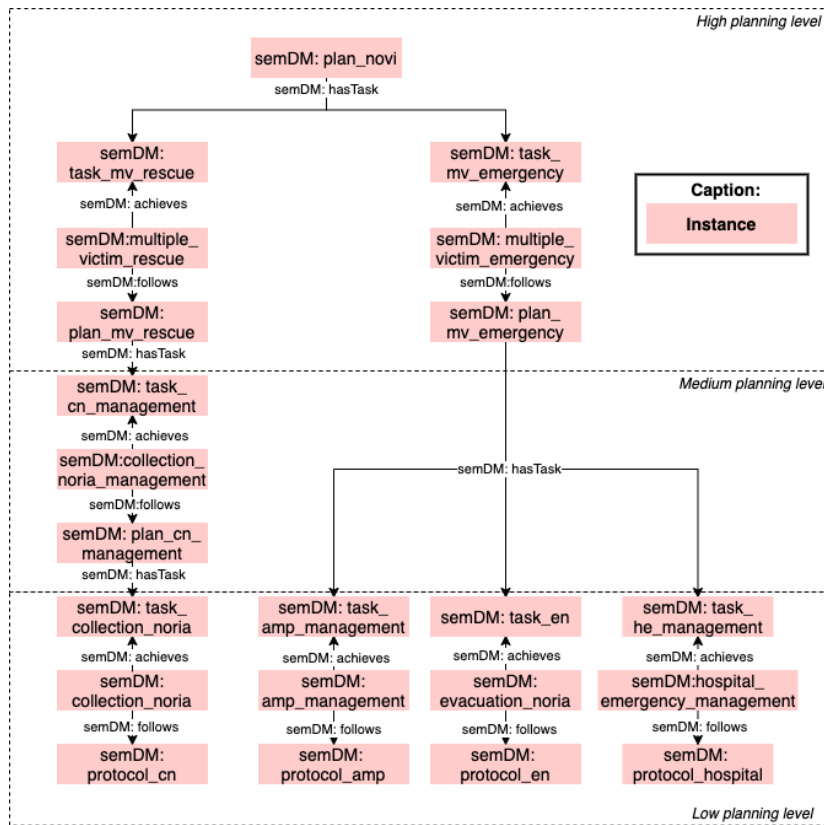 High planning level
semDM: plan_novi
semDM: hasTask
semDM:
task_mv_rescue
semDM: task_
mv_emergency
semDM: achieves
semDM: achieves
Caption:
Instance
semDM:multiple_
victim_rescue
semDM: multiple_
victim_emergency
semDM:follows
semDM:follows
semDM:
plan_mv_rescue
semDM: plan_
mv_emergency
semDM: hasTask
Medium planning level
semDM: task_
cn_management
semDM: achieves
semDM:collection_
noria_management
semDM: hasTask
semDM:follows
semDM: plan_cn_
management
semDM: hasTask
semDM: task_
collection_noria
semDM: task_
amp_management
semDM: task_en
semDM: task_
he_management
semDM: achieves
semDM: achieves
semDM: achieves
semDM: achieves
semDM:
collection_noria
semDM:
amp_management
semDM:
evacuation_noria
semDM:hospital_
emergency_management
semDM: follows
semDM: follows
semDM: follows
semDM: follows
semDM:
protocol_cn
semDM:
protocol_amp
semDM:
protocol_en
semDM:
protocol_hospital
Low planning level